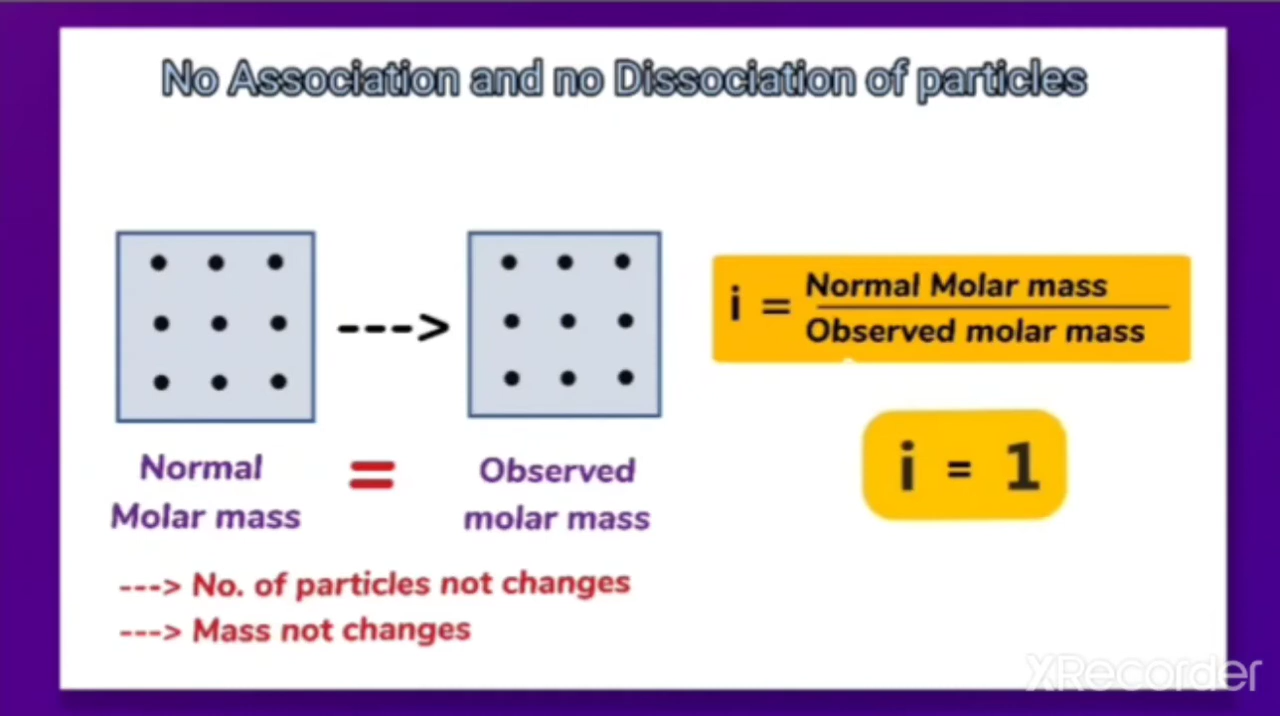 No Association and no Dissociation of particles
--->
i = Normal Molar mass
Observed molar mass
i = 1
Normal = Observed
Molar mass molar mass
---> No. of particles not changes
---> Mass not changes
XRecorder